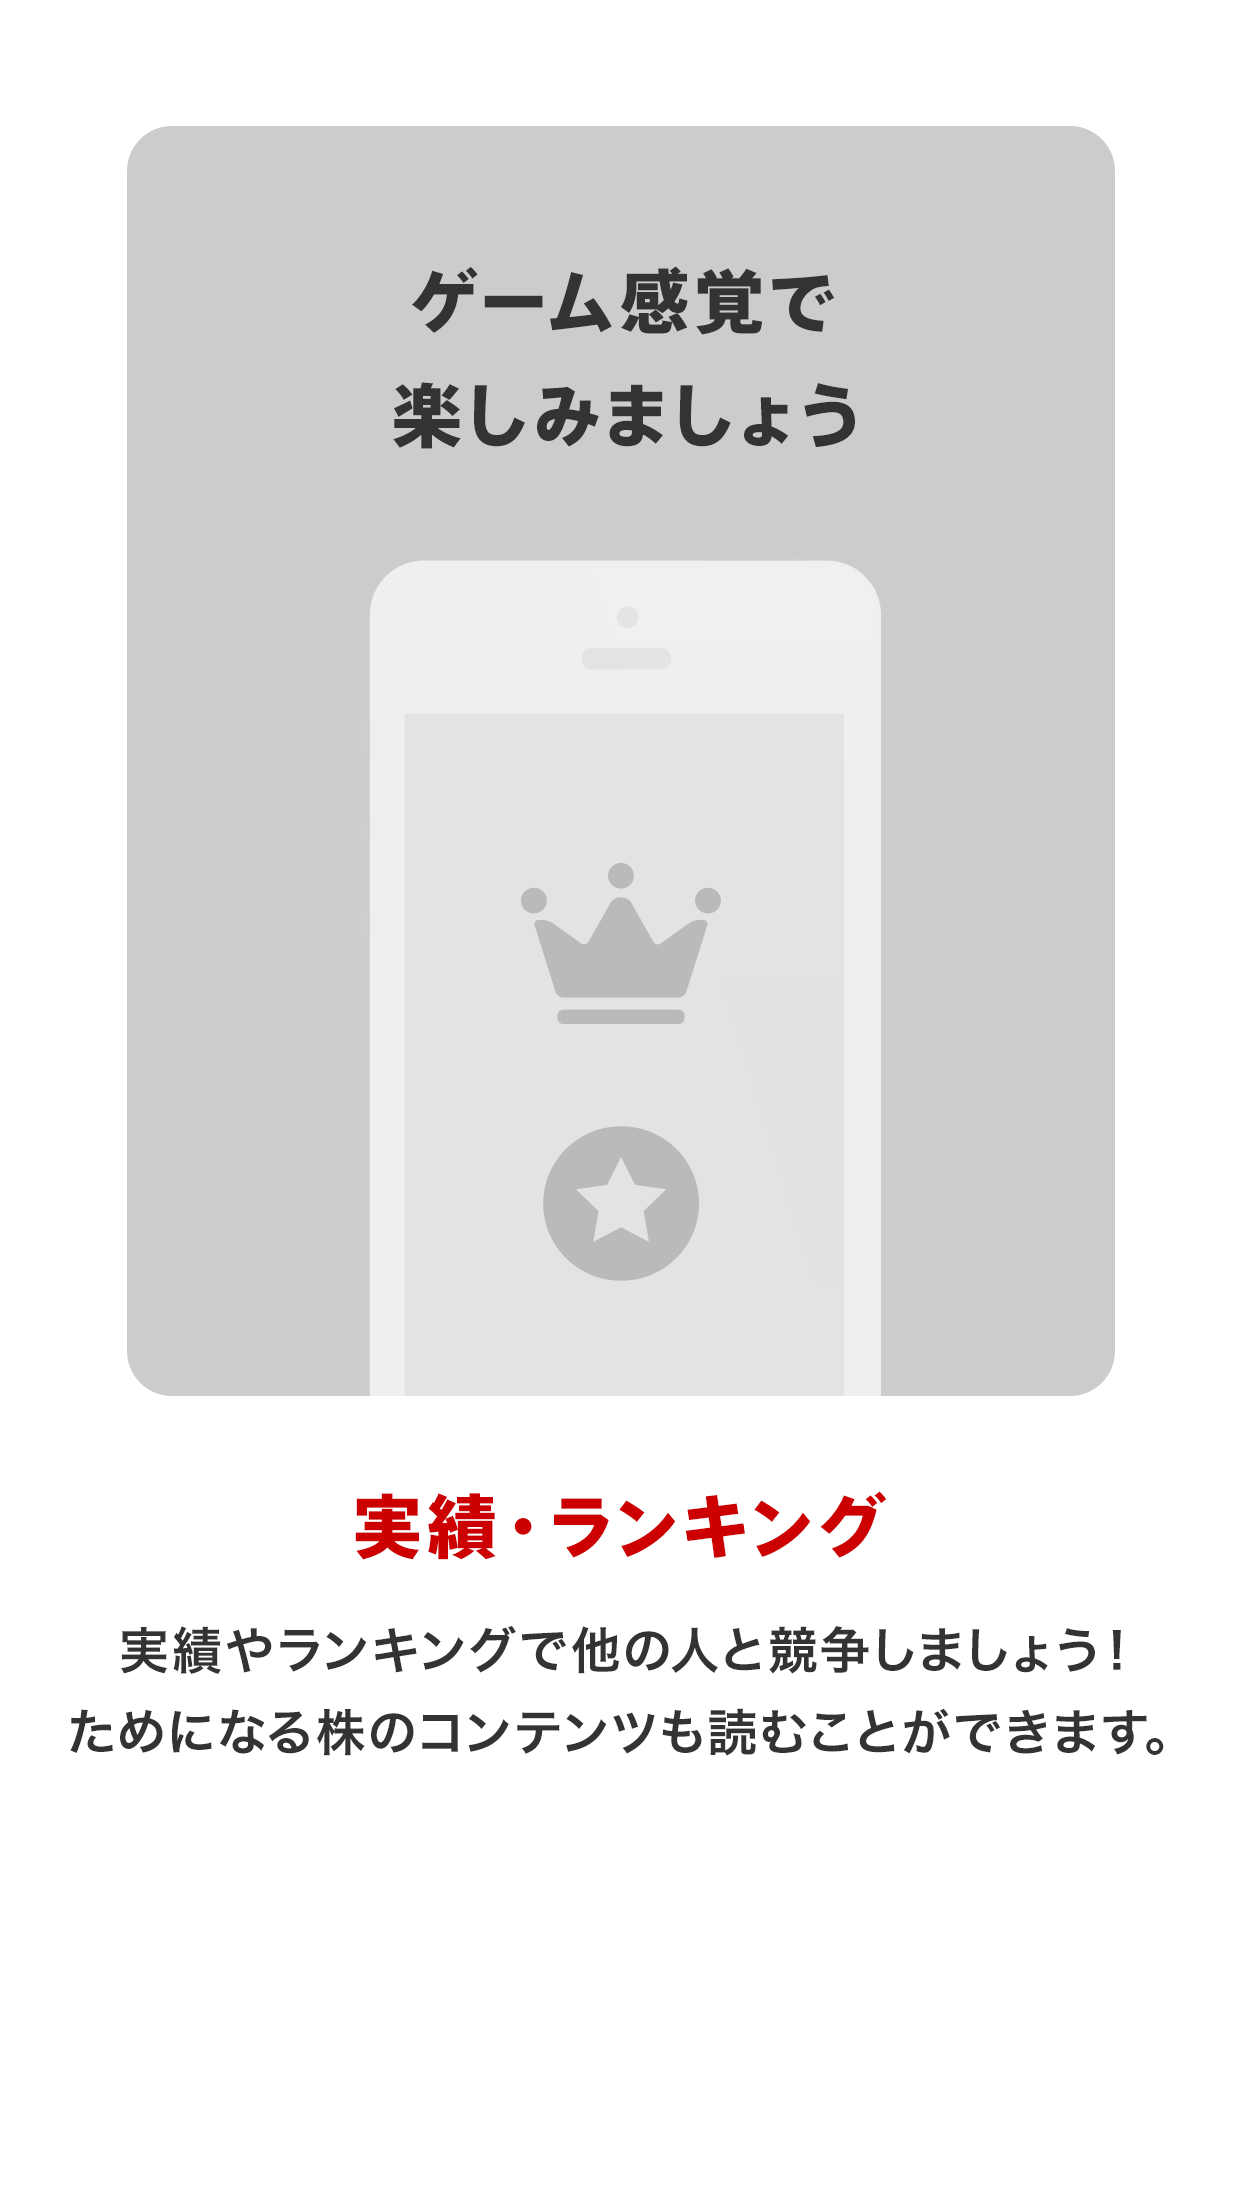 ゲーム感覚で
楽しみましょう
実績・ランキング
実績やランキングで他の人と競争しましょう！
ためになる株のコンテンツも読むことができます。